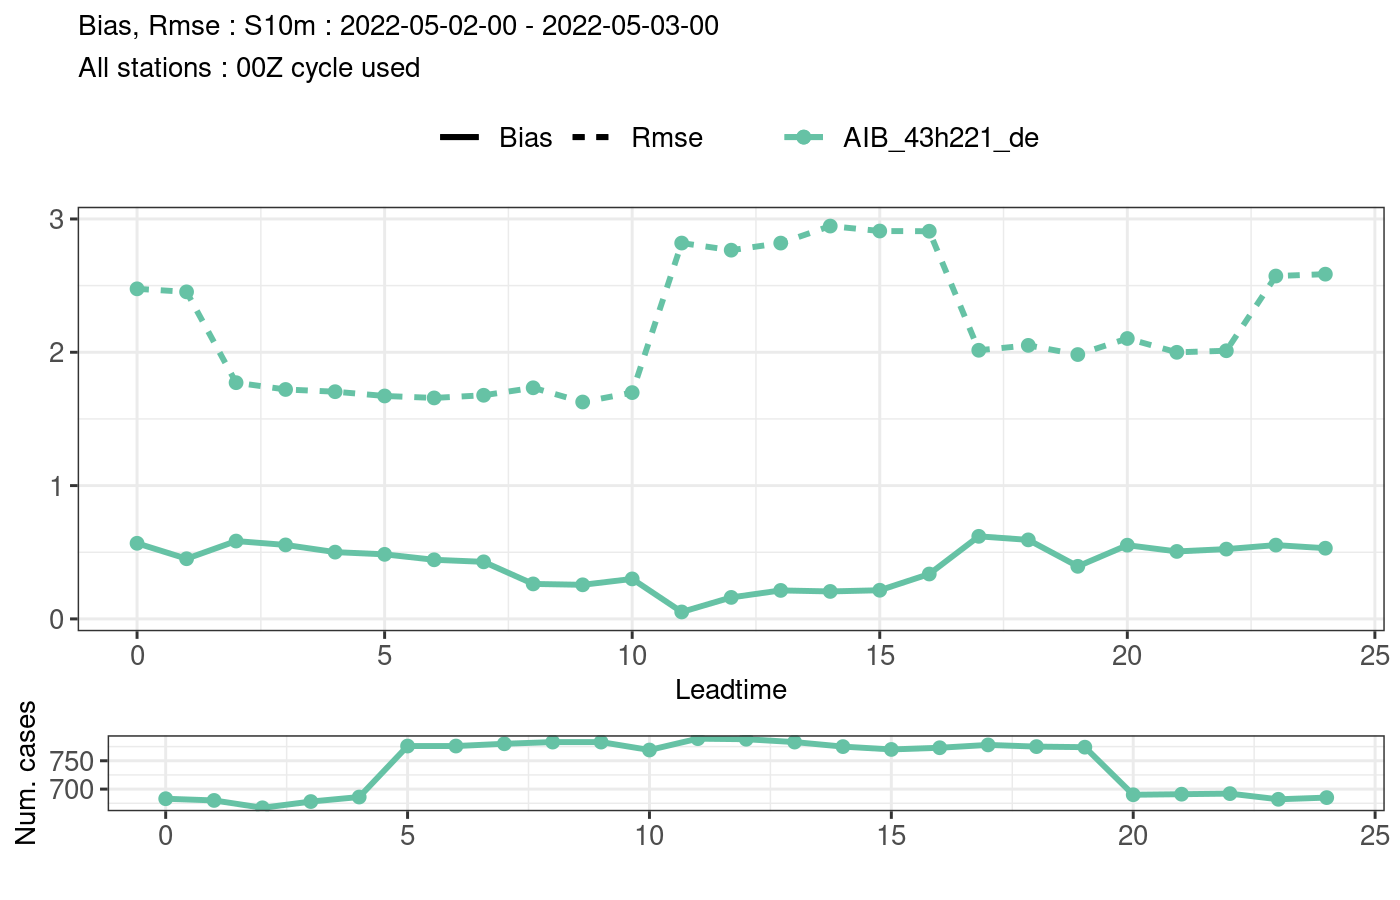 Bias, Rmse : S10m : 2022-05-02-00 - 2022-05-03-00
All stations : 00Z cycle used
Bias Rmse AIB_43h221_de
3
2
1
0
0 5 10 15 20 25
Leadtime
Num. cases
750
700
0 5 10 15 20 25